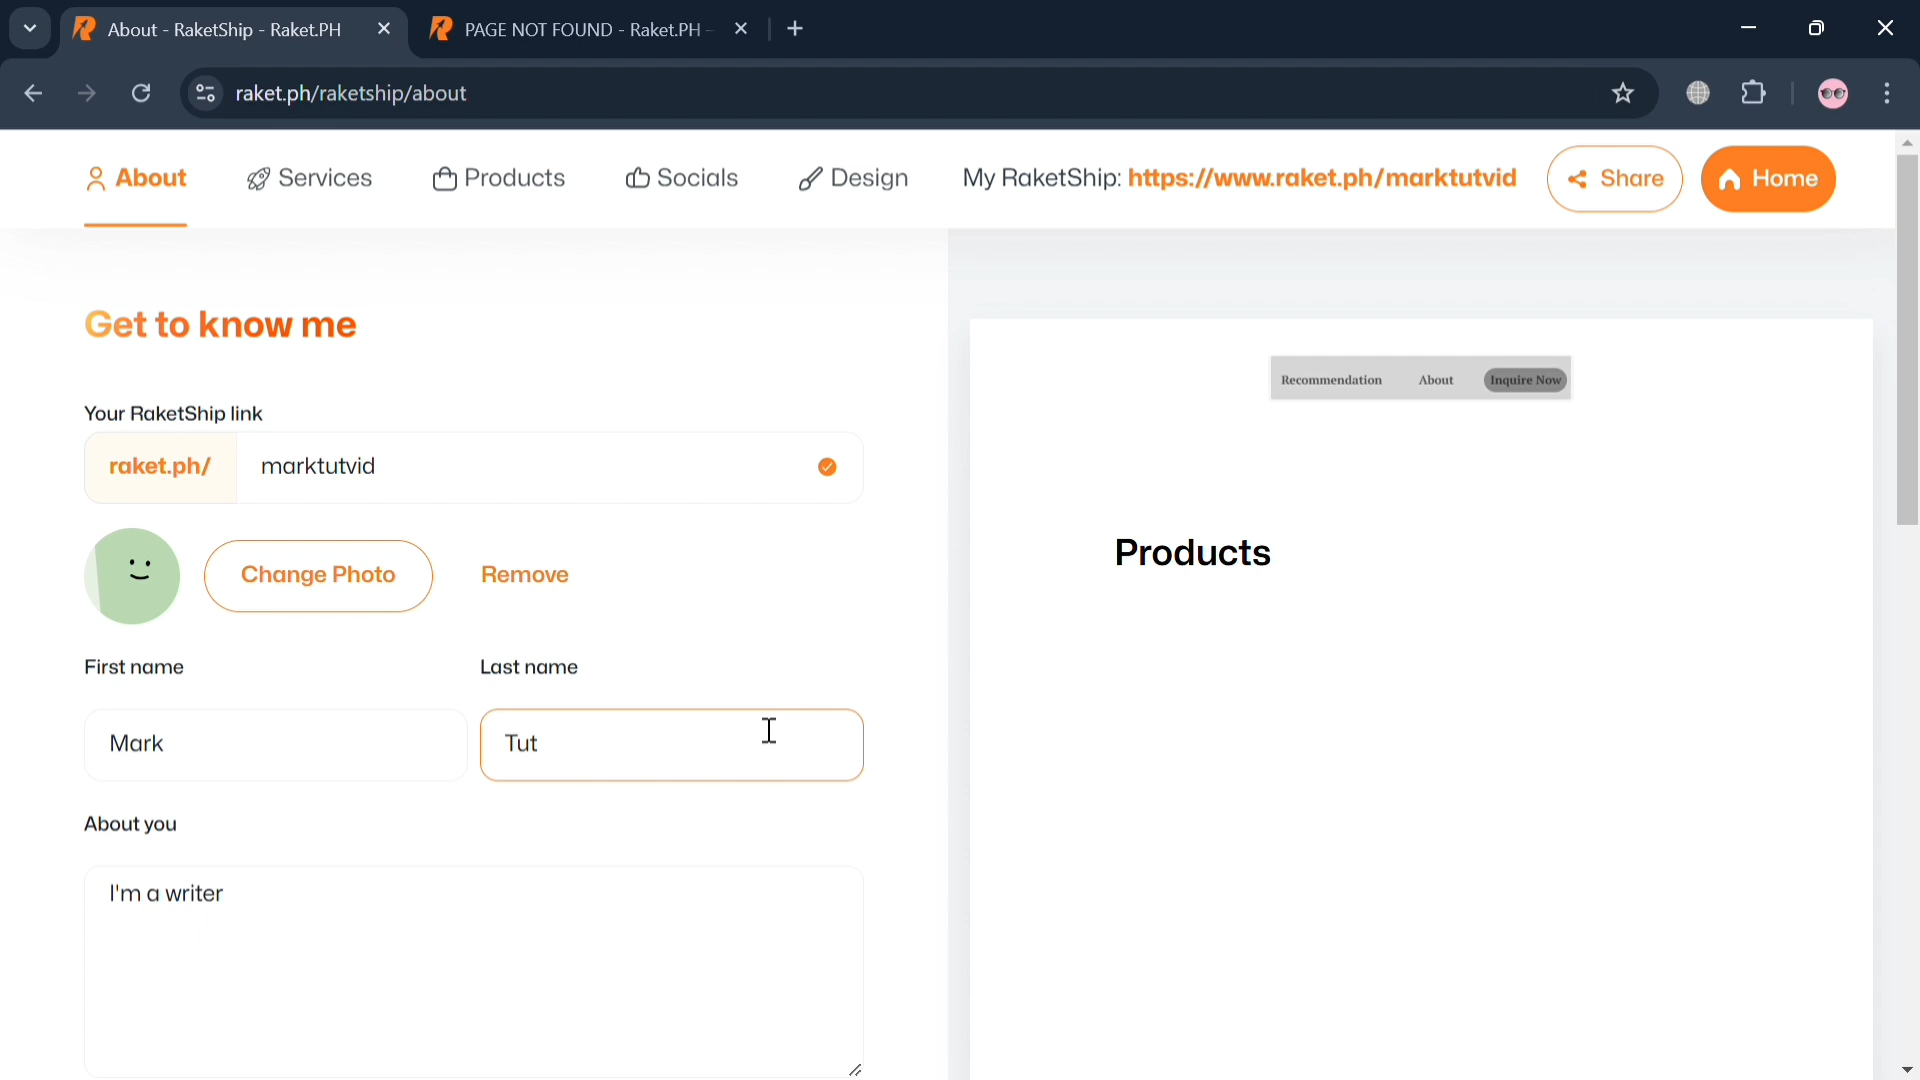 About - RaketShip - Raket.PH
PAGE NOT FOUND - Raket.PH -
raket.ph/raketship/about
About
Services
Products
Socials
Design
My RaketShip: https://www.raket.ph/marktutvid
Share
Home
Get to know me
Your RaketShip link
raket.ph/ marktutvid
Change Photo
Remove
First name
Last name
Mark
Tut
About you
I'm a writer
Recommendation
About
Inquire Now
Products